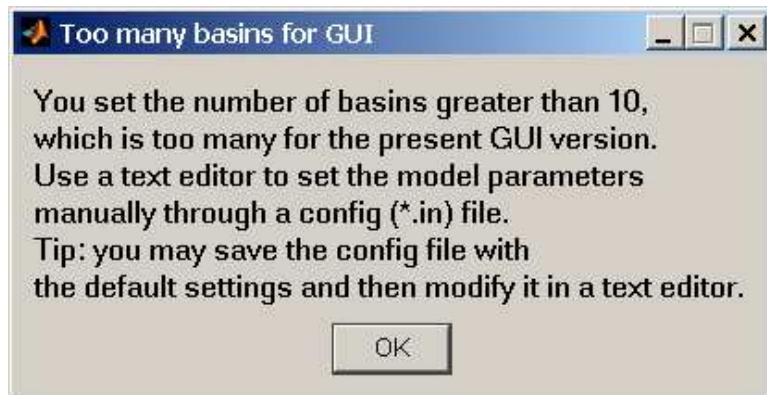 Too many basins for GUI
You set the number of basins greater than 10,
which is too many for the present GUI version.
Use a text editor to set the model parameters
manually through a config (*.in) file.
Tip: you may save the config file with
the default settings and then modify it in a text editor.
OK